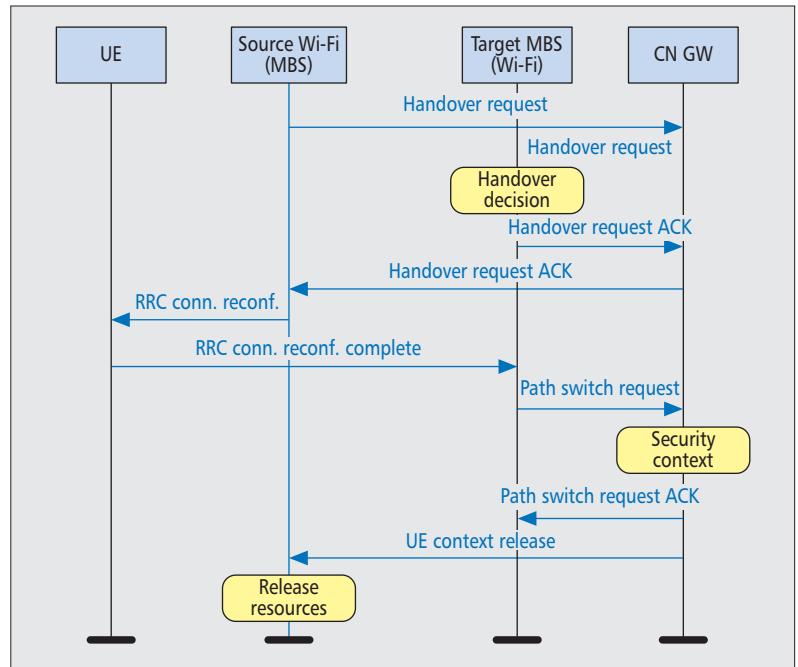 UE
Source Wi-Fi
(MBS)
Target MBS
(Wi-Fi)
CN GW
Handover request
Handover request
Handover
decision
Handover request ACK
Handover request ACK
RRC conn. reconf.
RRC conn. reconf. complete
Path switch request
Security
context
Path switch request ACK
UE context release
Release
resources